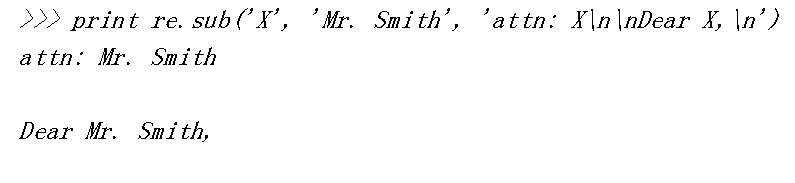 >>> print re.sub('X', 'Mr. Smith', 'attn: X\n\nDear X,\n')
attn: Mr. Smith
Dear Mr. Smith,